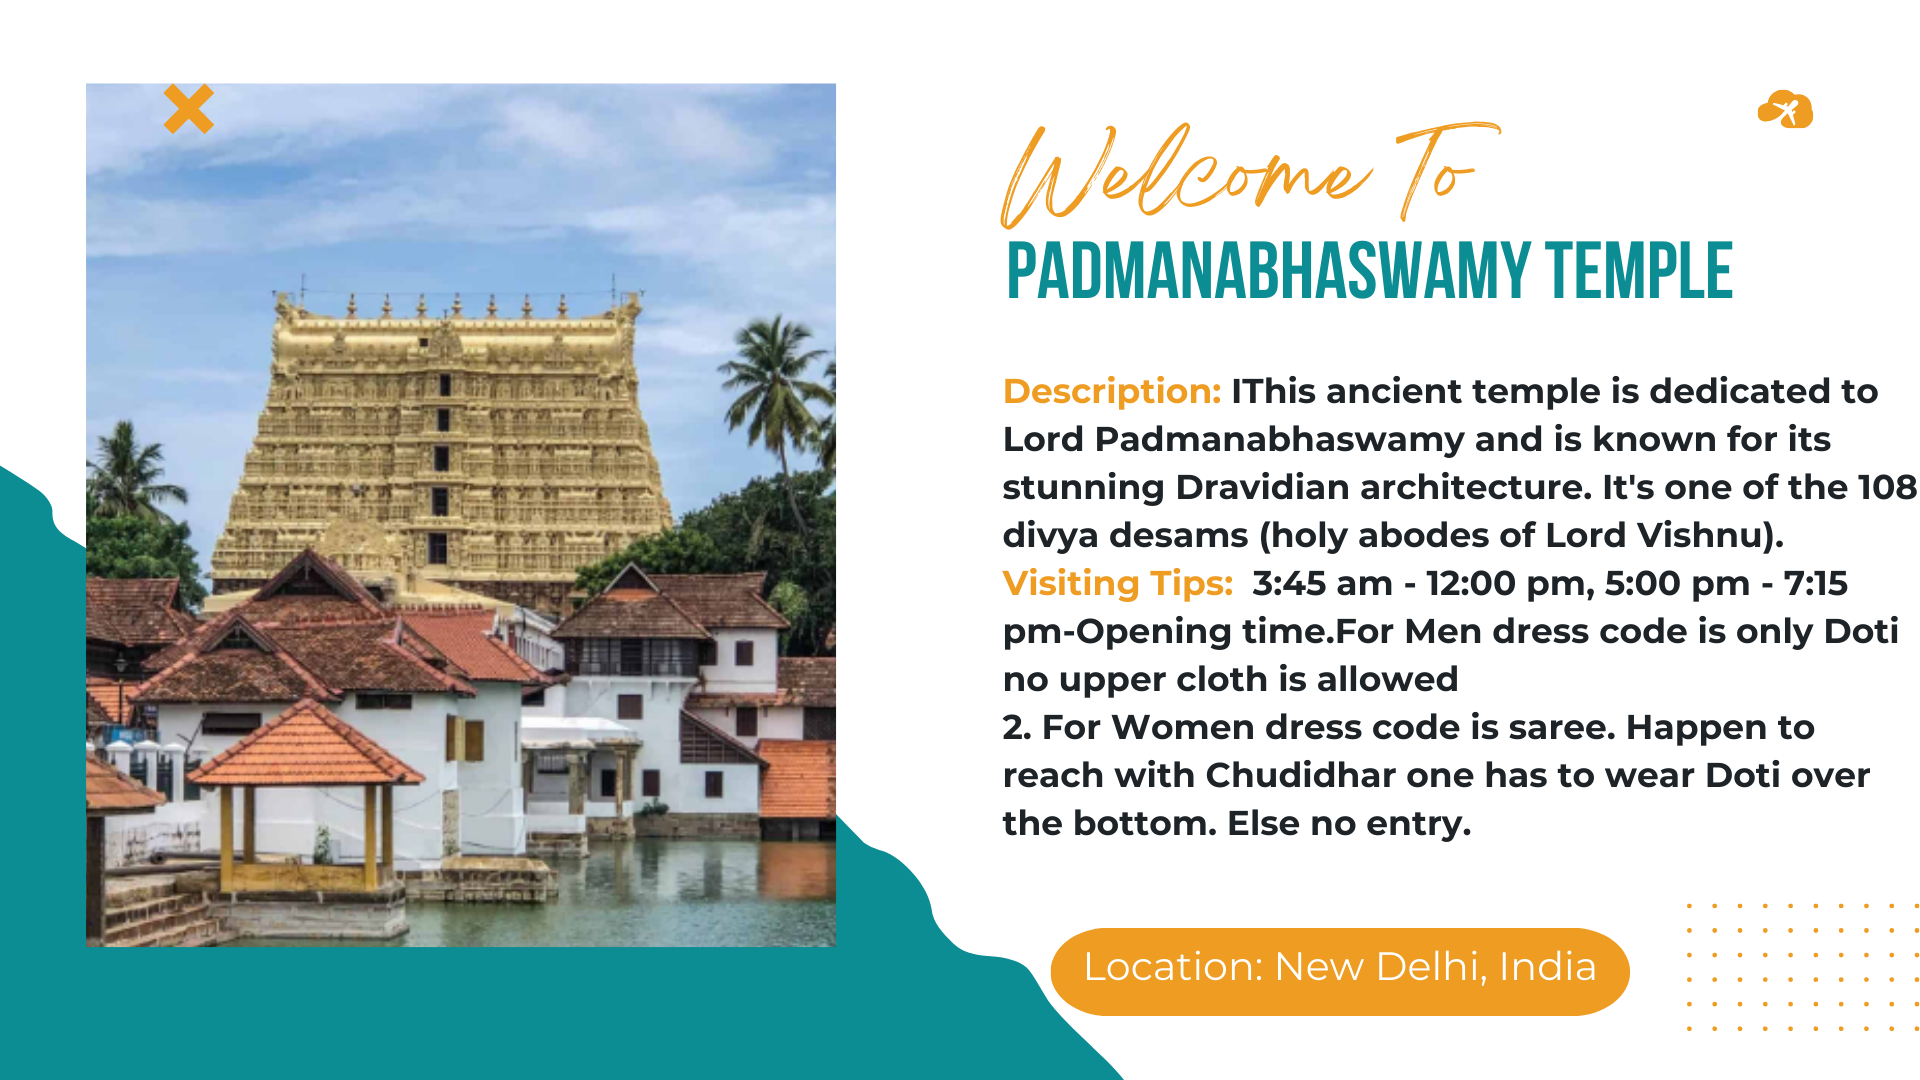 Welcome To
PADMANABHASWAMY TEMPLE
Description: IThis ancient temple is dedicated to
Lord Padmanabhaswamy and is known for its
stunning Dravidian architecture. It's one of the 108
divya desams (holy abodes of Lord Vishnu).
Visiting Tips:  3:45 am - 12:00 pm, 5:00 pm - 7:15
pm-Opening time.For Men dress code is only Doti
no upper cloth is allowed
2. For Women dress code is saree. Happen to
reach with Chudidhar one has to wear Doti over
the bottom. Else no entry.
Location: New Delhi, India